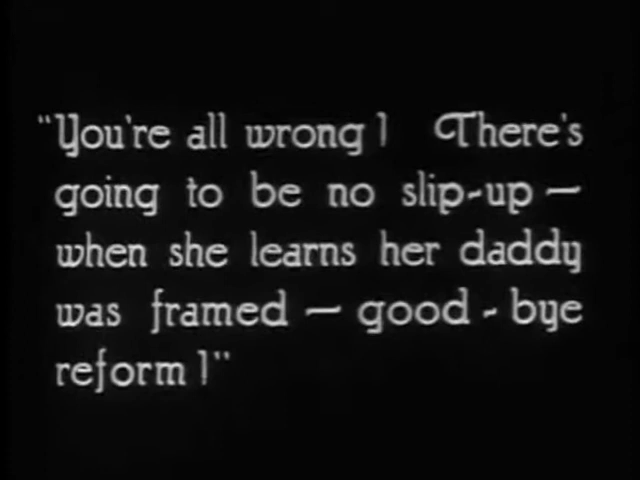 "You're all wrong! There's
going to be no slip-up —
when she learns her daddy
was framed — good-bye
reform!"